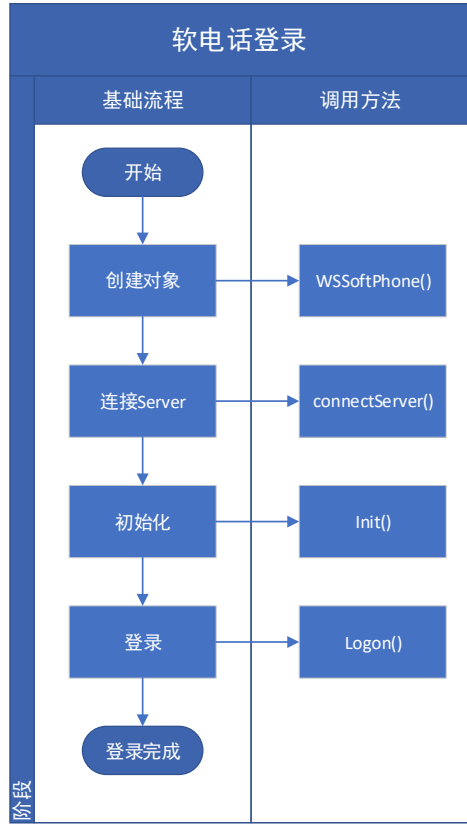 软电话登录
基础流程
调用方法
开始
创建对象
WSSoftPhone()
连接Server
connectServer()
初始化
Init()
登录
Logon()
登录完成
阶段